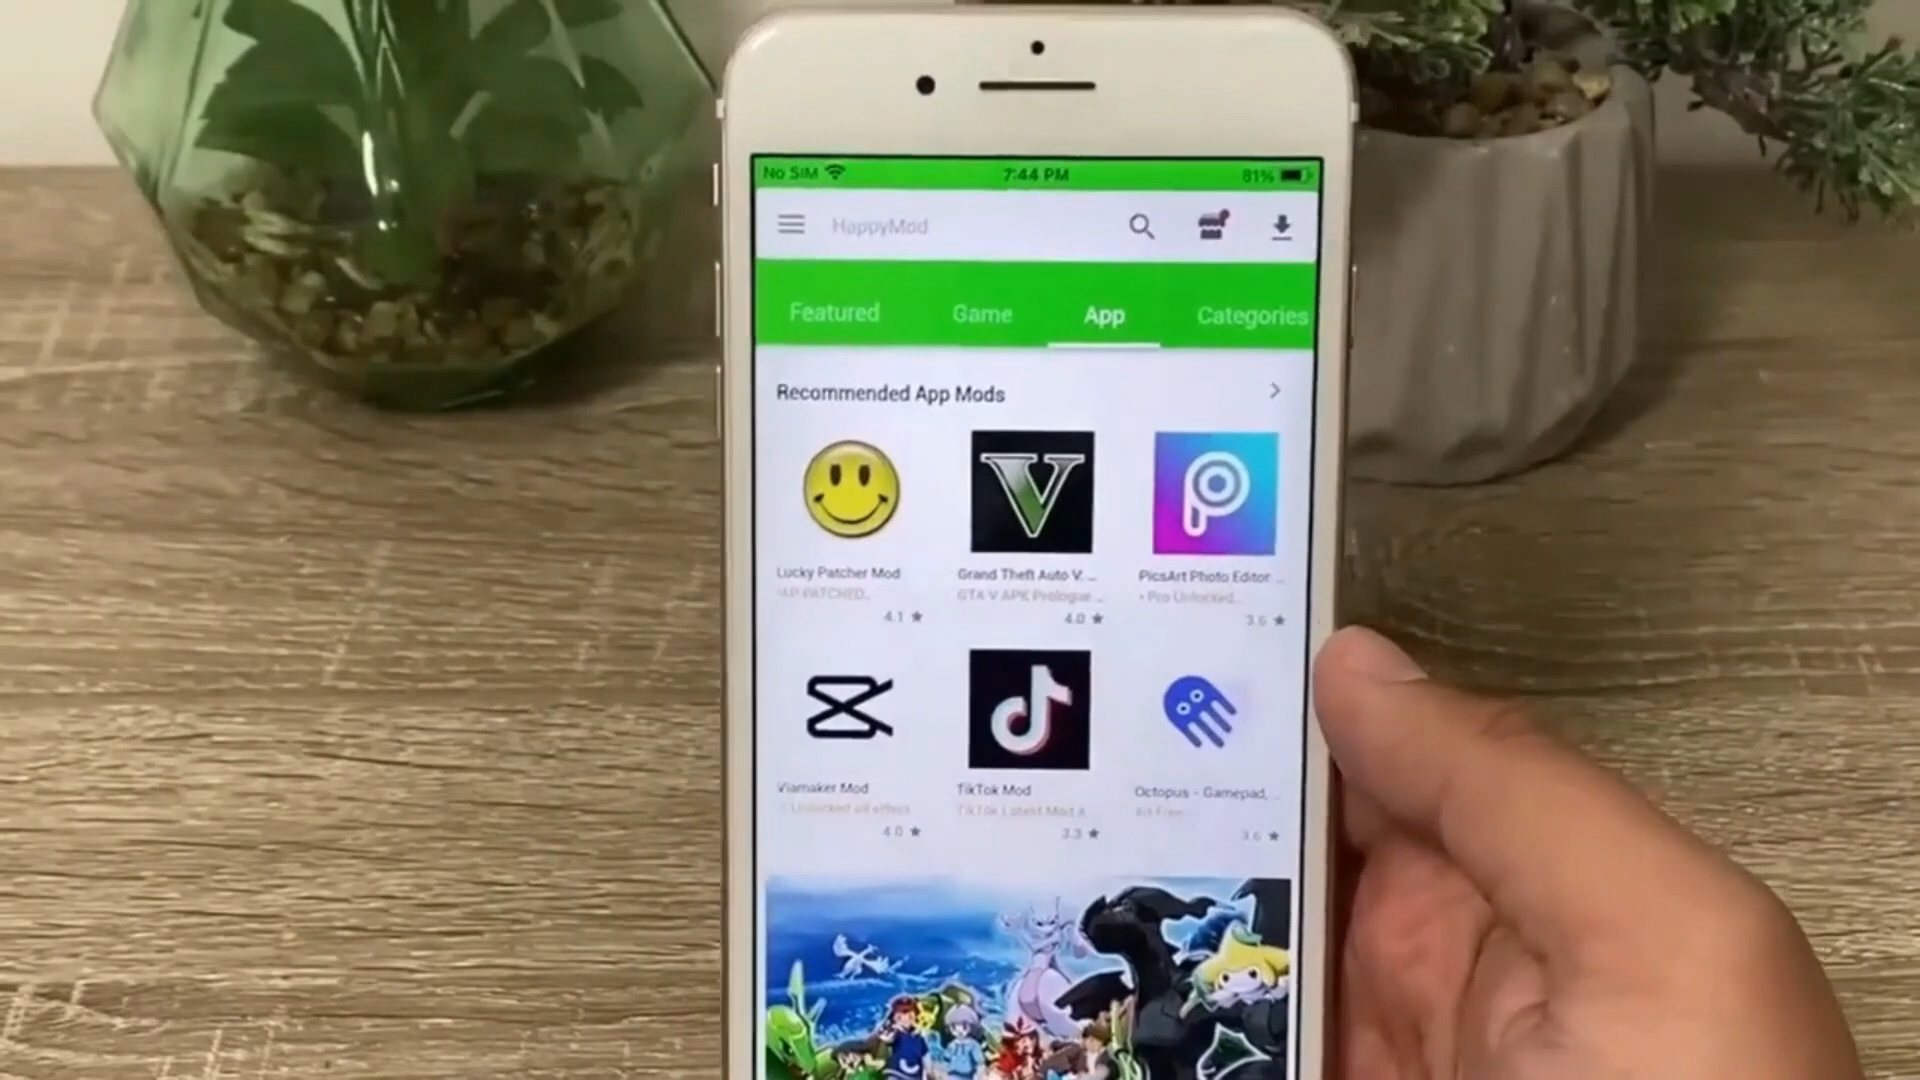 No SIM 7:44 PM 81%
HappyMod
Featured Game App Categories
Recommended App Mods
Lucky Patcher Mod Grand Theft Auto V: ... PicsArt Photo Editor ...
PATCHED.. GTA V APK Prologue ... • Pro Unlocked..
4.1 ★ 4.0 ★ 3.6 ★
Viamaker Mod TikTok Mod Octopus - Gamepad, ...
Unlocked all effect TikTok Latest Mod A
4.0 ★ 3.3 ★ 3.6 ★